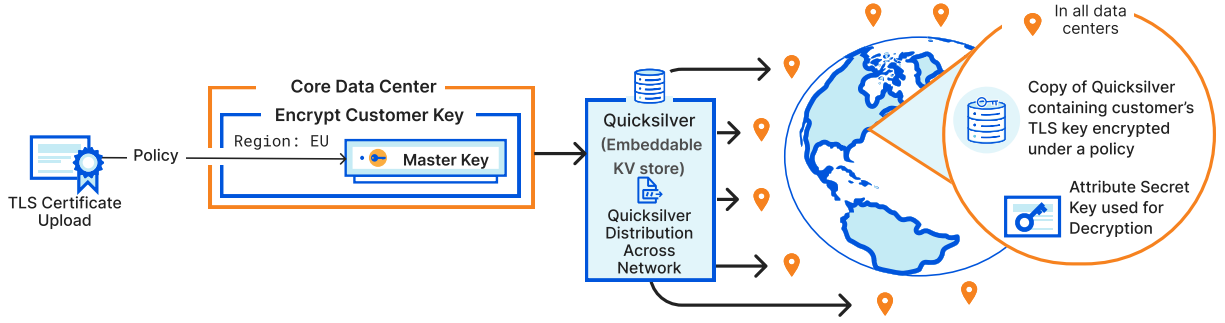 TLS Certificate
Upload
Policy
Core Data Center
Encrypt Customer Key
Region: EU
Master Key
Quicksilver
(Embeddable
KV store)
Quicksilver
Distribution
Across
Network
In all data
centers
Copy of Quicksilver
containing customer’s
TLS key encrypted
under a policy
Attribute Secret
Key used for
Decryption